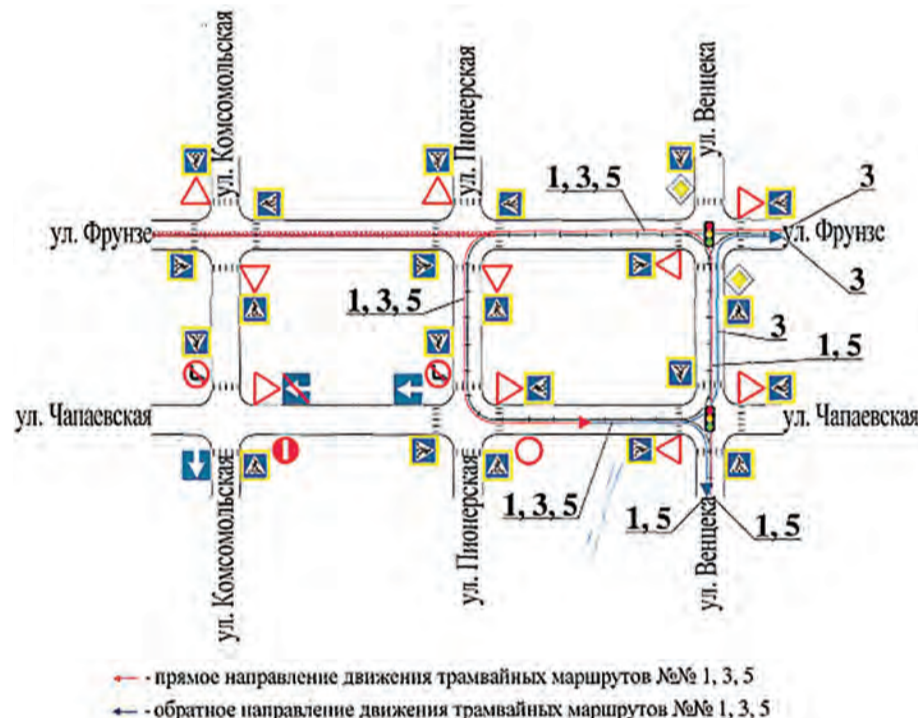 ул. Комсомольская
ул. Пионерская
ул. Венцека
1, 3, 5
3
ул. Фрунзе
ул. Фрунзе
3
1, 3, 5
3
1, 5
ул. Чапаевская
ул. Чапаевская
1, 3, 5
1, 5
1, 5
ул. Комсомольская
ул. Пионерская
ул. Венцека
- прямое направление движения трамвайных маршрутов №№ 1, 3, 5
- обратное направление движения трамвайных маршрутов №№ 1, 3, 5